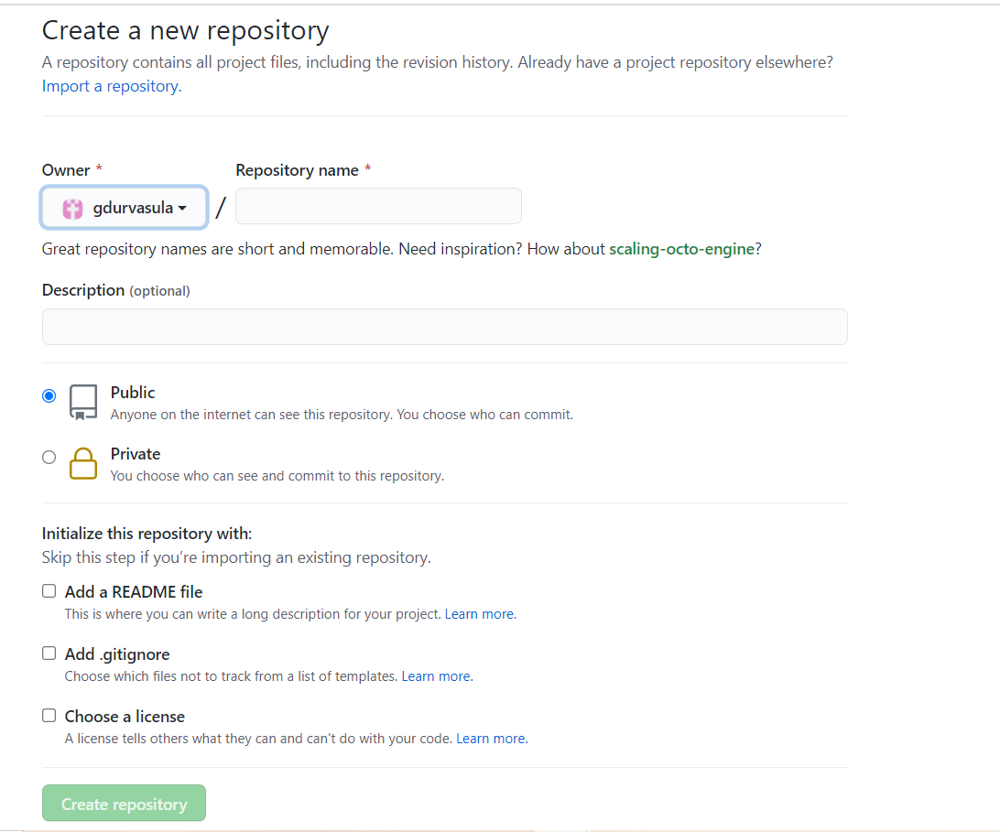 Create a new repository
A repository contains all project files, including the revision history. Already have a project repository elsewhere?
Import a repository.
Owner * Repository name *
gdurvasula /
Great repository names are short and memorable. Need inspiration? How about scaling-octo-engine?
Description (optional)
Public
Anyone on the internet can see this repository. You choose who can commit.
Private
You choose who can see and commit to this repository.
Initialize this repository with:
Skip this step if you’re importing an existing repository.
Add a README file
This is where you can write a long description for your project. Learn more.
Add .gitignore
Choose which files not to track from a list of templates. Learn more.
Choose a license
A license tells others what they can and can't do with your code. Learn more.
Create repository